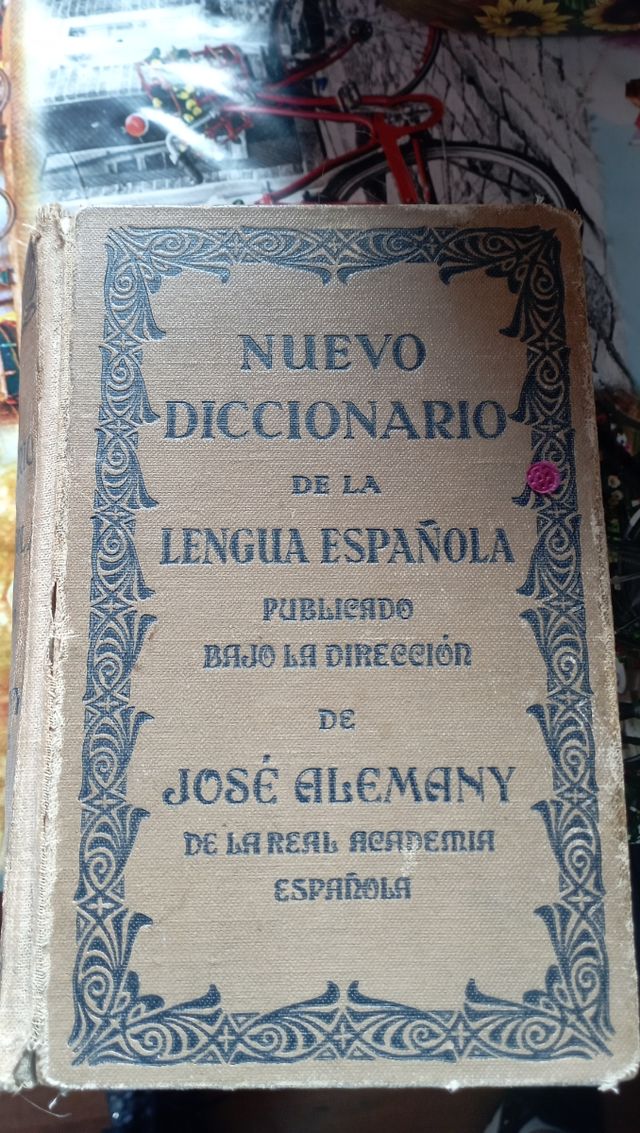 NUEVO
DICCIONARIO
DE LA
LENGUA ESPAÑOLA
PUBLICADO
BAJO LA DIRECCIÓN
DE
JOSÉ ALEMANY
DE LA REAL ACADEMIA
ESPAÑOLA